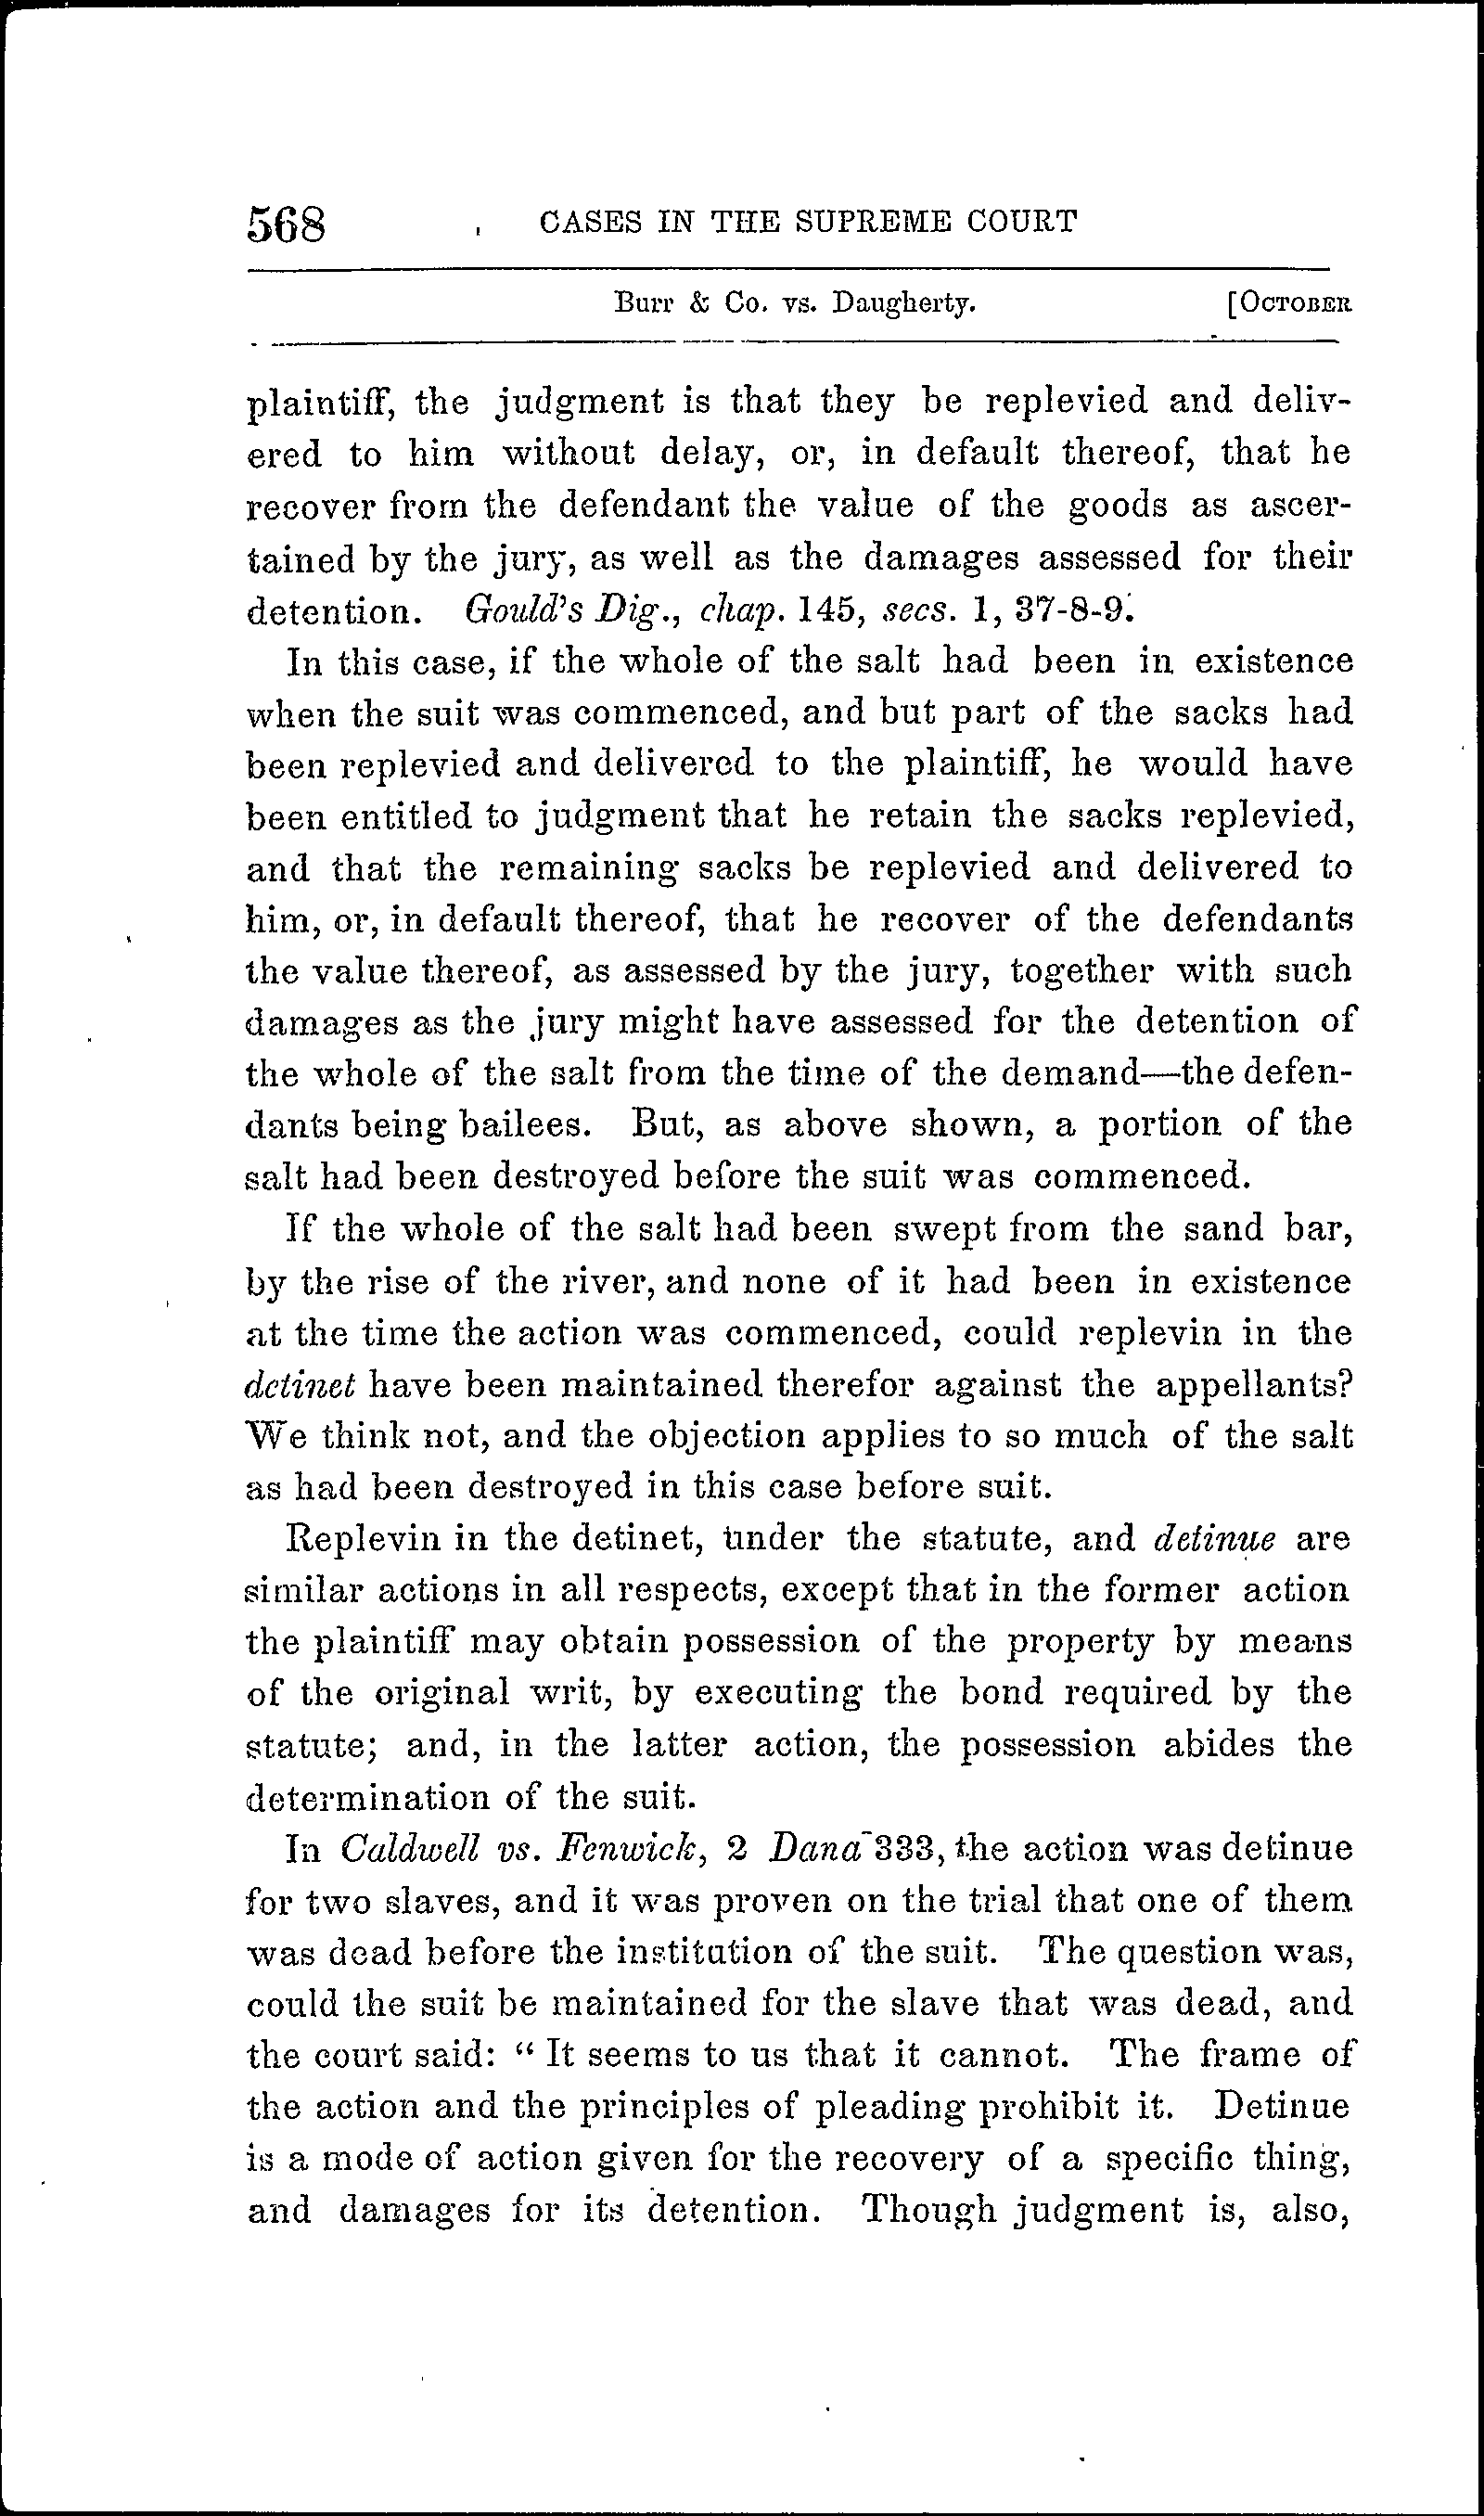 568 CASES IN THE SUPREME COURT
Burr & Co. vs. Daugherty. [OCTOBER
plaintiff, the judgment is that they be replevied and deliv-
ered to him without delay, or, in default thereof, that he
recover from the defendant the value of the goods as ascer-
tained by the jury, as well as the damages assessed for their
detention. Gould's Dig., chap. 145, secs. 1, 37-8-9.
In this case, if the whole of the salt had been in existence
when the suit was commenced, and but part of the sacks had
been replevied and delivered to the plaintiff, he would have
been entitled to judgment that he retain the sacks replevied,
and that the remaining sacks be replevied and delivered to
him, or, in default thereof, that he recover of the defendants
the value thereof, as assessed by the jury, together with such
damages as the jury might have assessed for the detention of
the whole of the salt from the time of the demand—the defen-
dants being bailees. But, as above shown, a portion of the
salt had been destroyed before the suit was commenced.
If the whole of the salt had been swept from the sand bar,
by the rise of the river, and none of it had been in existence
at the time the action was commenced, could replevin in the
detinet have been maintained therefor against the appellants?
We think not, and the objection applies to so much of the salt
as had been destroyed in this case before suit.
Replevin in the detinet, under the statute, and detinue are
similar actions in all respects, except that in the former action
the plaintiff may obtain possession of the property by means
of the original writ, by executing the bond required by the
statute; and, in the latter action, the possession abides the
determination of the suit.
In Caldwell vs. Fenwick, 2 Dana 333, the action was detinue
for two slaves, and it was proven on the trial that one of them
was dead before the institution of the suit. The question was,
could the suit be maintained for the slave that was dead, and
the court said: " It seems to us that it cannot. The frame of
the action and the principles of pleading prohibit it. Detinue
is a mode of action given for the recovery of a specific thing,
and damages for its detention. Though judgment is, also,